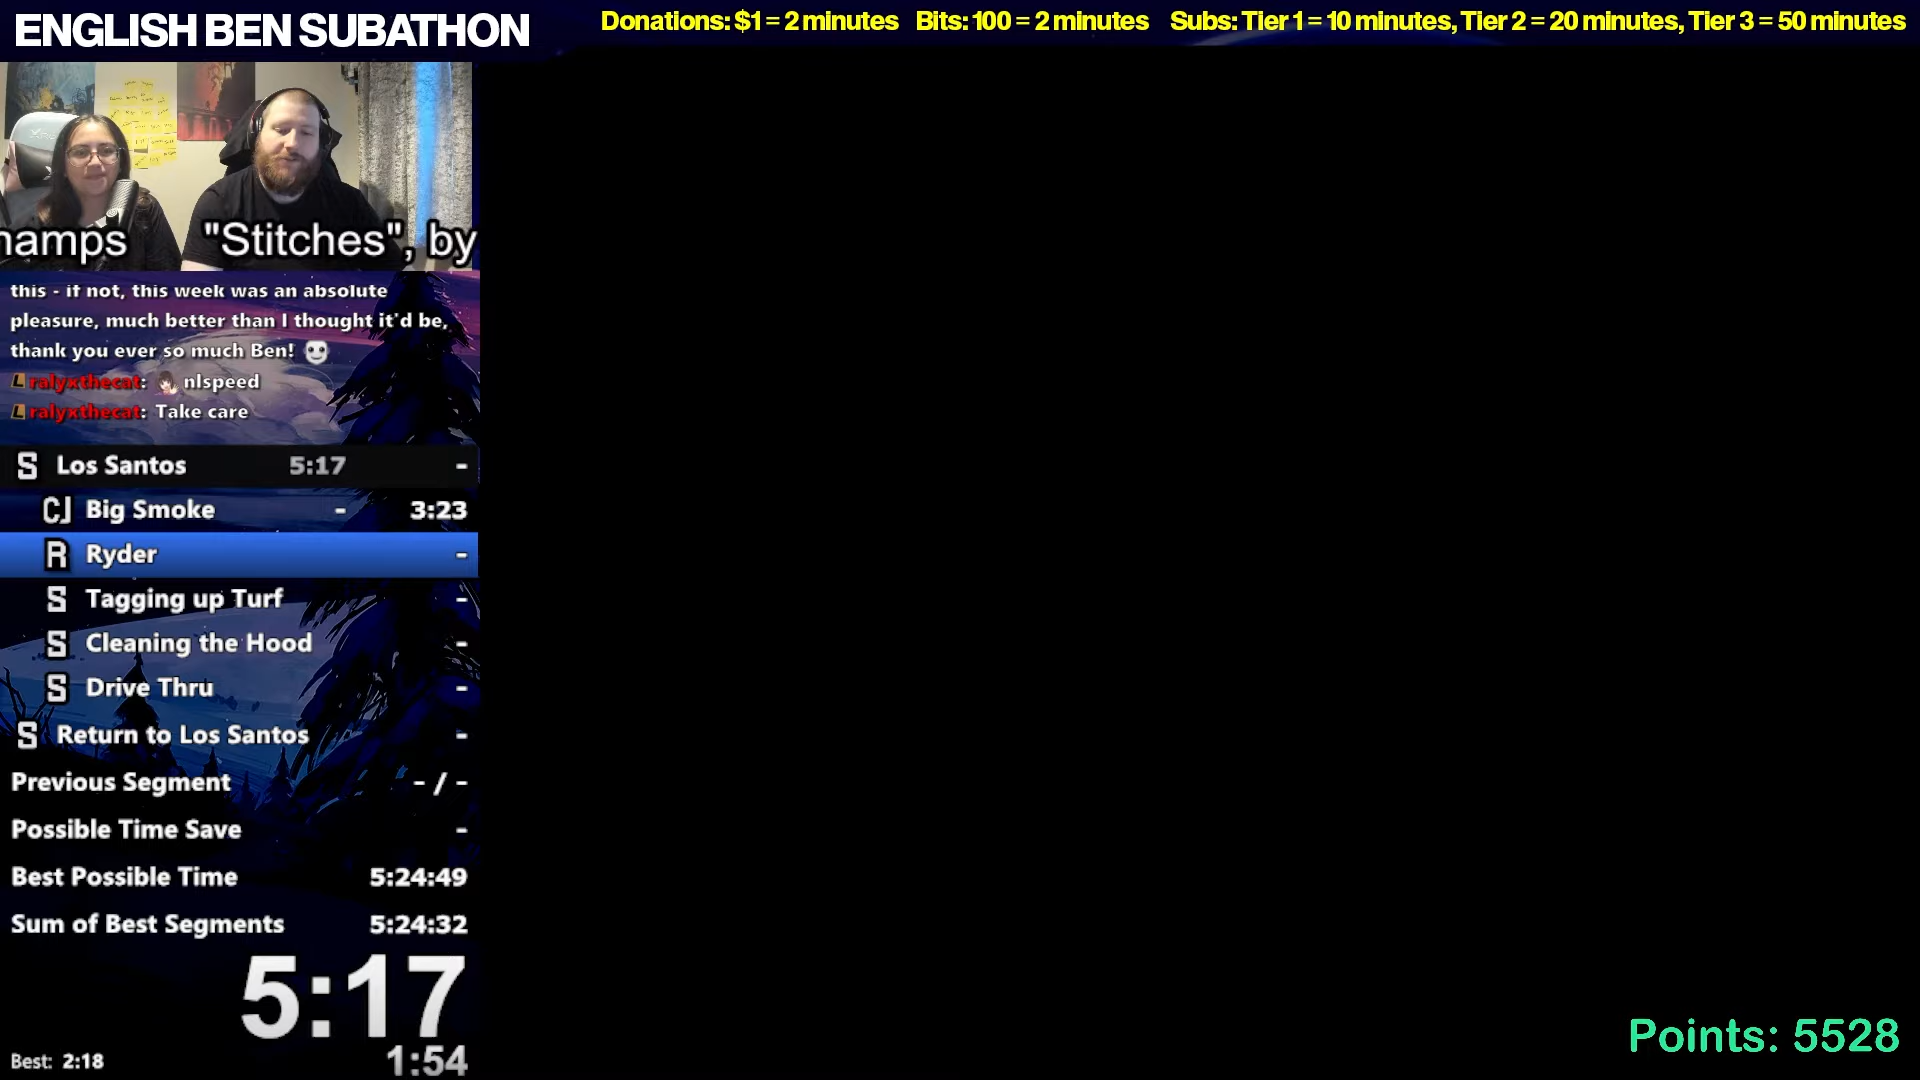 ENGLISH BEN SUBATHON
Donations: $1 = 2 minutes Bits: 100 = 2 minutes Subs: Tier 1 = 10 minutes, Tier 2 = 20 minutes, Tier 3 = 50 minutes
hamps "Stitches", by
this - if not, this week was an absolute
pleasure, much better than I thought it'd be,
thank you ever so much Ben!
L ralyxthecat: nlspeed
L ralyxthecat: Take care
S Los Santos 5:17 -
CJ Big Smoke - 3:23
R Ryder -
S Tagging up Turf -
S Cleaning the Hood -
S Drive Thru -
S Return to Los Santos -
Previous Segment - / -
Possible Time Save -
Best Possible Time 5:24:49
Sum of Best Segments 5:24:32
5:17
Best: 2:18 1:54
Points: 5528